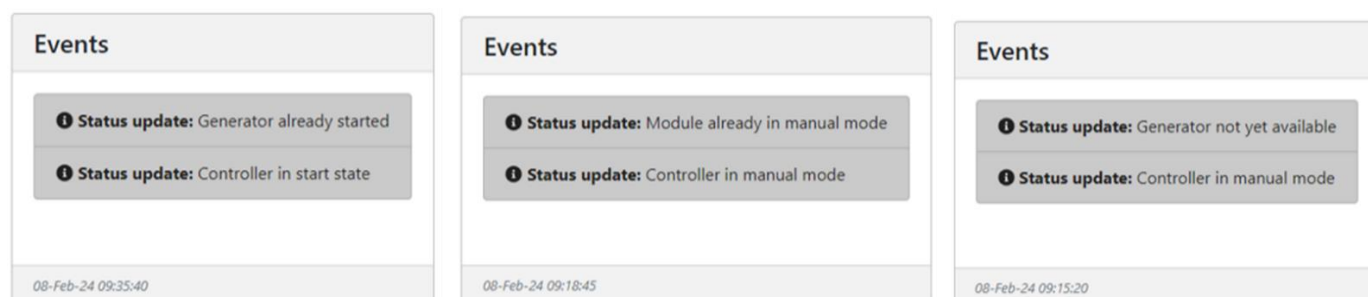 Events
Status update: Generator already started
Status update: Controller in start state
08-Feb-24 09:35:40
Events
Status update: Module already in manual mode
Status update: Controller in manual mode
08-Feb-24 09:18:45
Events
Status update: Generator not yet available
Status update: Controller in manual mode
08-Feb-24 09:15:20